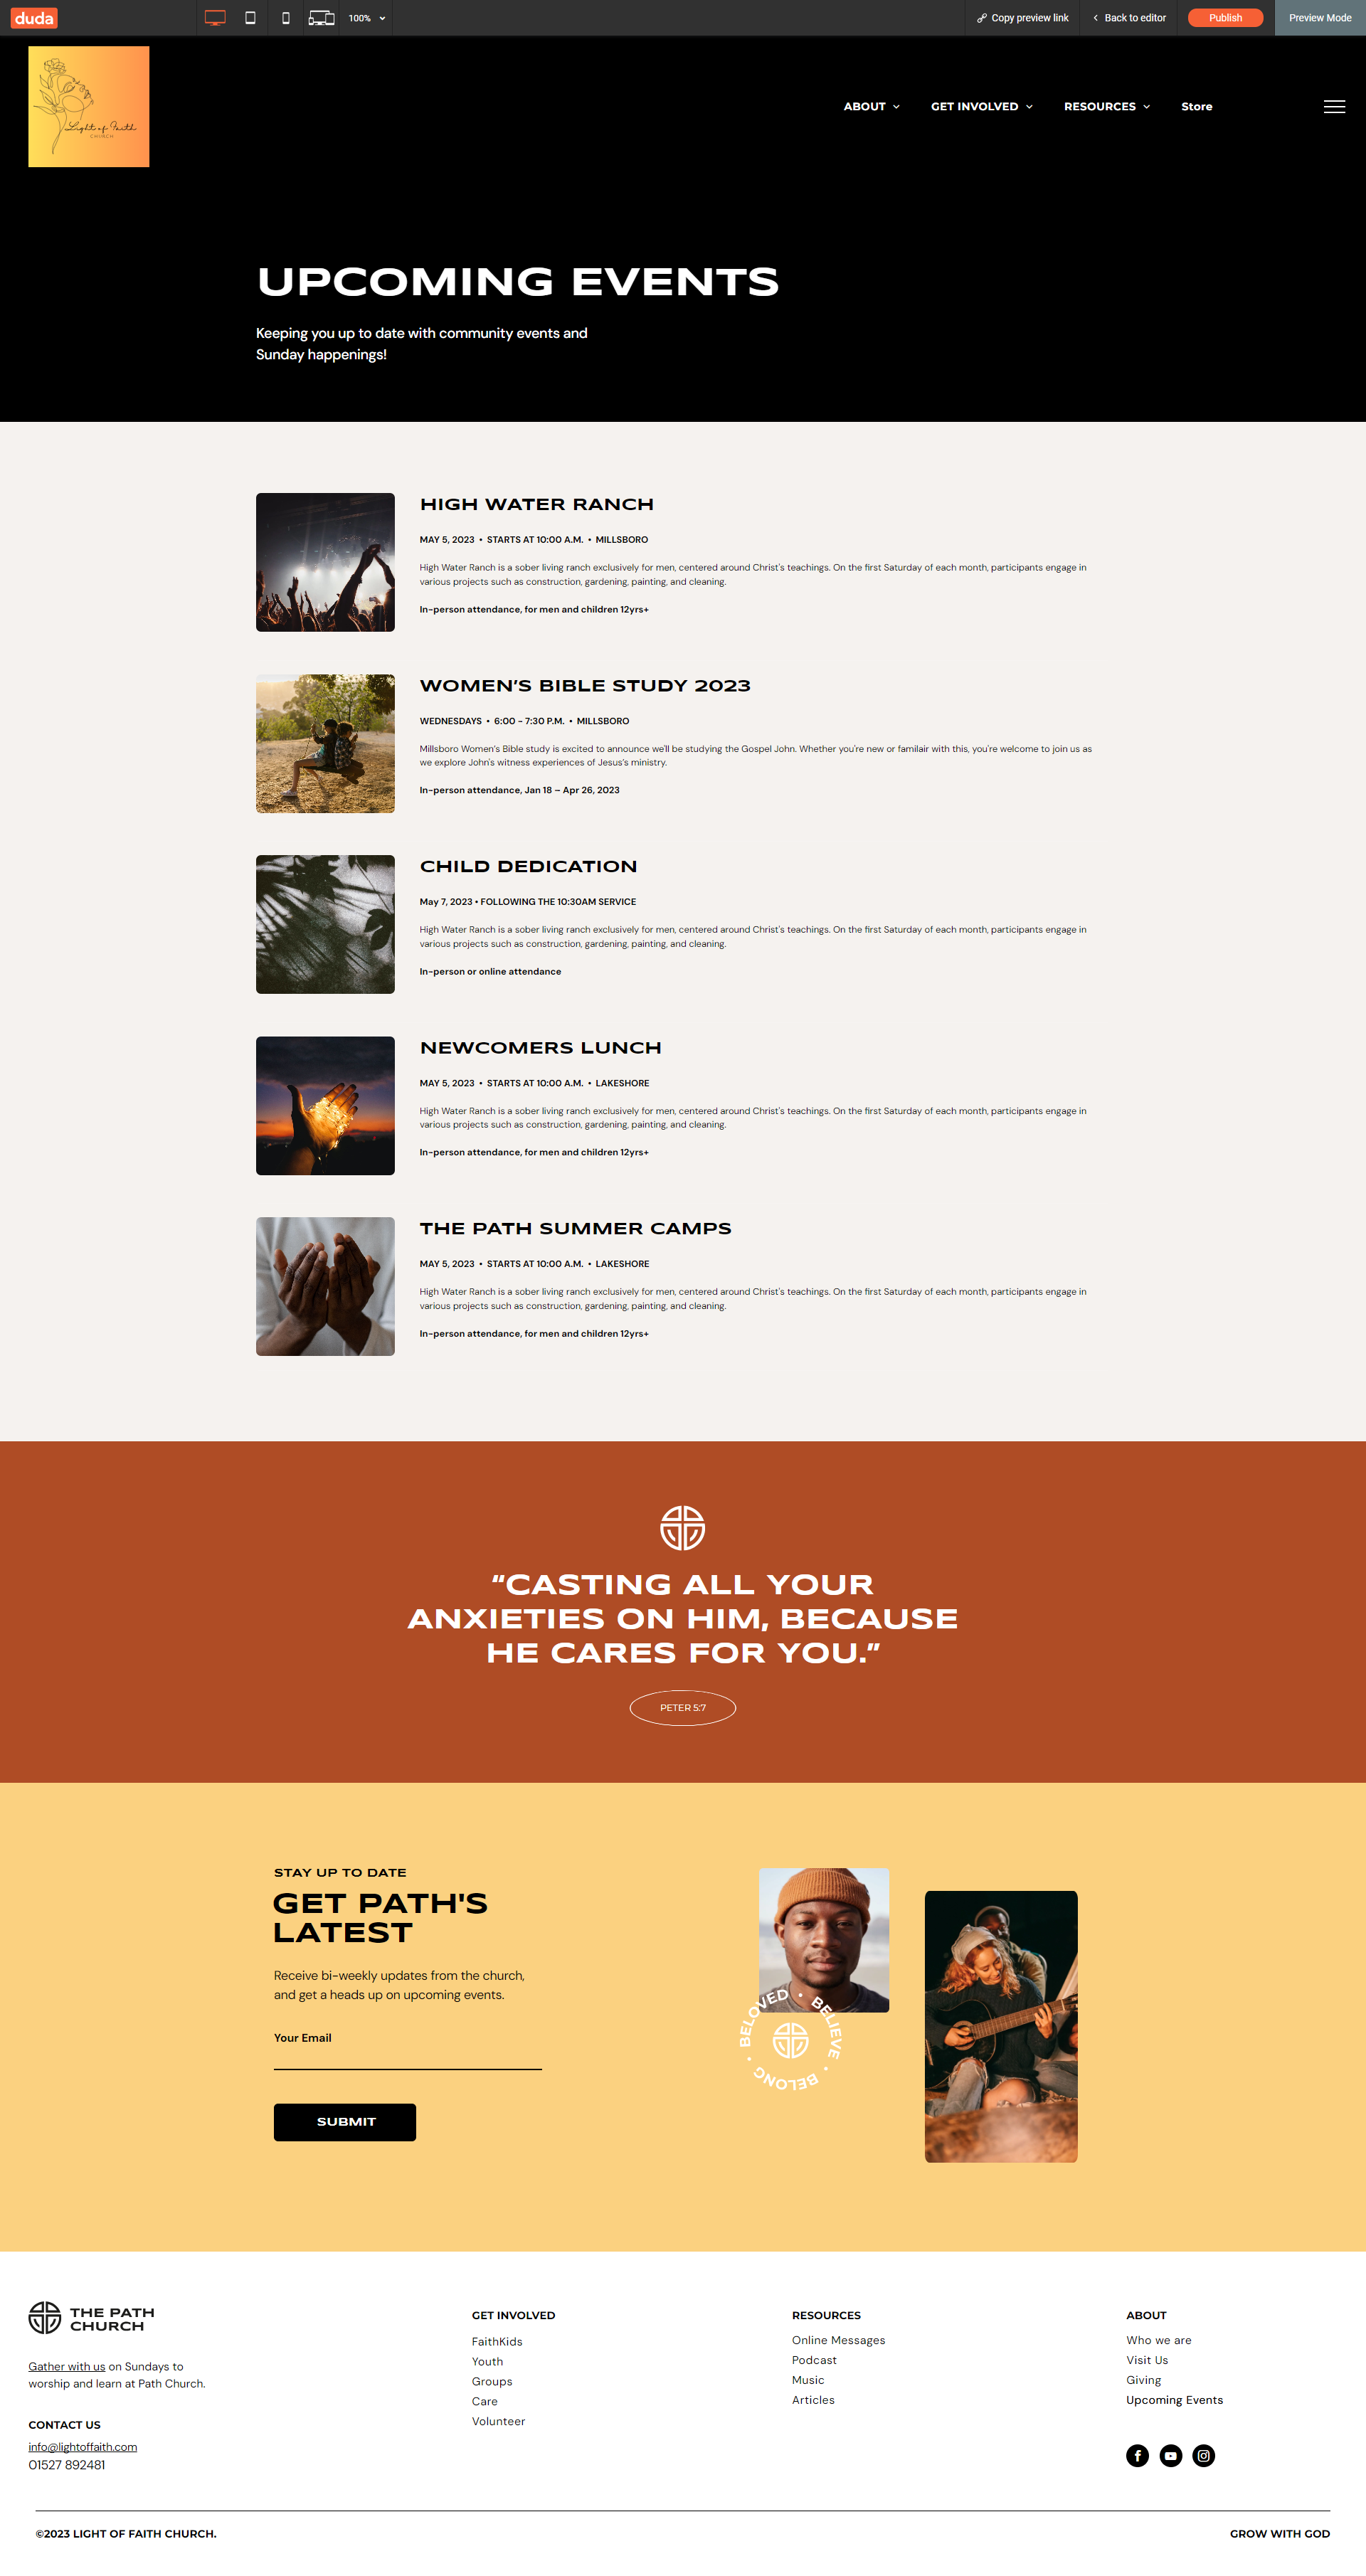 duda
100%
Copy preview link
Back to editor
Publish
Preview Mode
Light of Faith
CHURCH
ABOUT
GET INVOLVED
RESOURCES
Store
UPCOMING EVENTS
Keeping you up to date with community events and
Sunday happenings!
HIGH WATER RANCH
MAY 5, 2023 • STARTS AT 10:00 A.M. • MILLSBORO
High Water Ranch is a sober living ranch exclusively for men, centered around Christ's teachings. On the first Saturday of each month, participants engage in
various projects such as construction, gardening, painting, and cleaning.
In-person attendance, for men and children 12yrs+
WOMEN'S BIBLE STUDY 2023
WEDNESDAYS • 6:00 - 7:30 P.M. • MILLSBORO
Millsboro Women's Bible study is excited to announce we'll be studying the Gospel John. Whether you're new or familair with this, you're welcome to join us as
we explore John's witness experiences of Jesus's ministry.
In-person attendance, Jan 18 – Apr 26, 2023
CHILD DEDICATION
May 7, 2023 • FOLLOWING THE 10:30AM SERVICE
High Water Ranch is a sober living ranch exclusively for men, centered around Christ's teachings. On the first Saturday of each month, participants engage in
various projects such as construction, gardening, painting, and cleaning.
In-person or online attendance
NEWCOMERS LUNCH
MAY 5, 2023 • STARTS AT 10:00 A.M. • LAKESHORE
High Water Ranch is a sober living ranch exclusively for men, centered around Christ's teachings. On the first Saturday of each month, participants engage in
various projects such as construction, gardening, painting, and cleaning.
In-person attendance, for men and children 12yrs+
THE PATH SUMMER CAMPS
MAY 5, 2023 • STARTS AT 10:00 A.M. • LAKESHORE
High Water Ranch is a sober living ranch exclusively for men, centered around Christ's teachings. On the first Saturday of each month, participants engage in
various projects such as construction, gardening, painting, and cleaning.
In-person attendance, for men and children 12yrs+
“CASTING ALL YOUR
ANXIETIES ON HIM, BECAUSE
HE CARES FOR YOU.”
PETER 5:7
STAY UP TO DATE
GET PATH'S
LATEST
Receive bi-weekly updates from the church,
and get a heads up on upcoming events.
Your Email
SUBMIT
BELOVED • BELIEVE • BELONG •
THE PATH
CHURCH
Gather with us on Sundays to
worship and learn at Path Church.
CONTACT US
info@lightoffaith.com
01527 892481
GET INVOLVED
FaithKids
Youth
Groups
Care
Volunteer
RESOURCES
Online Messages
Podcast
Music
Articles
ABOUT
Who we are
Visit Us
Giving
Upcoming Events
©2023 LIGHT OF FAITH CHURCH.
GROW WITH GOD